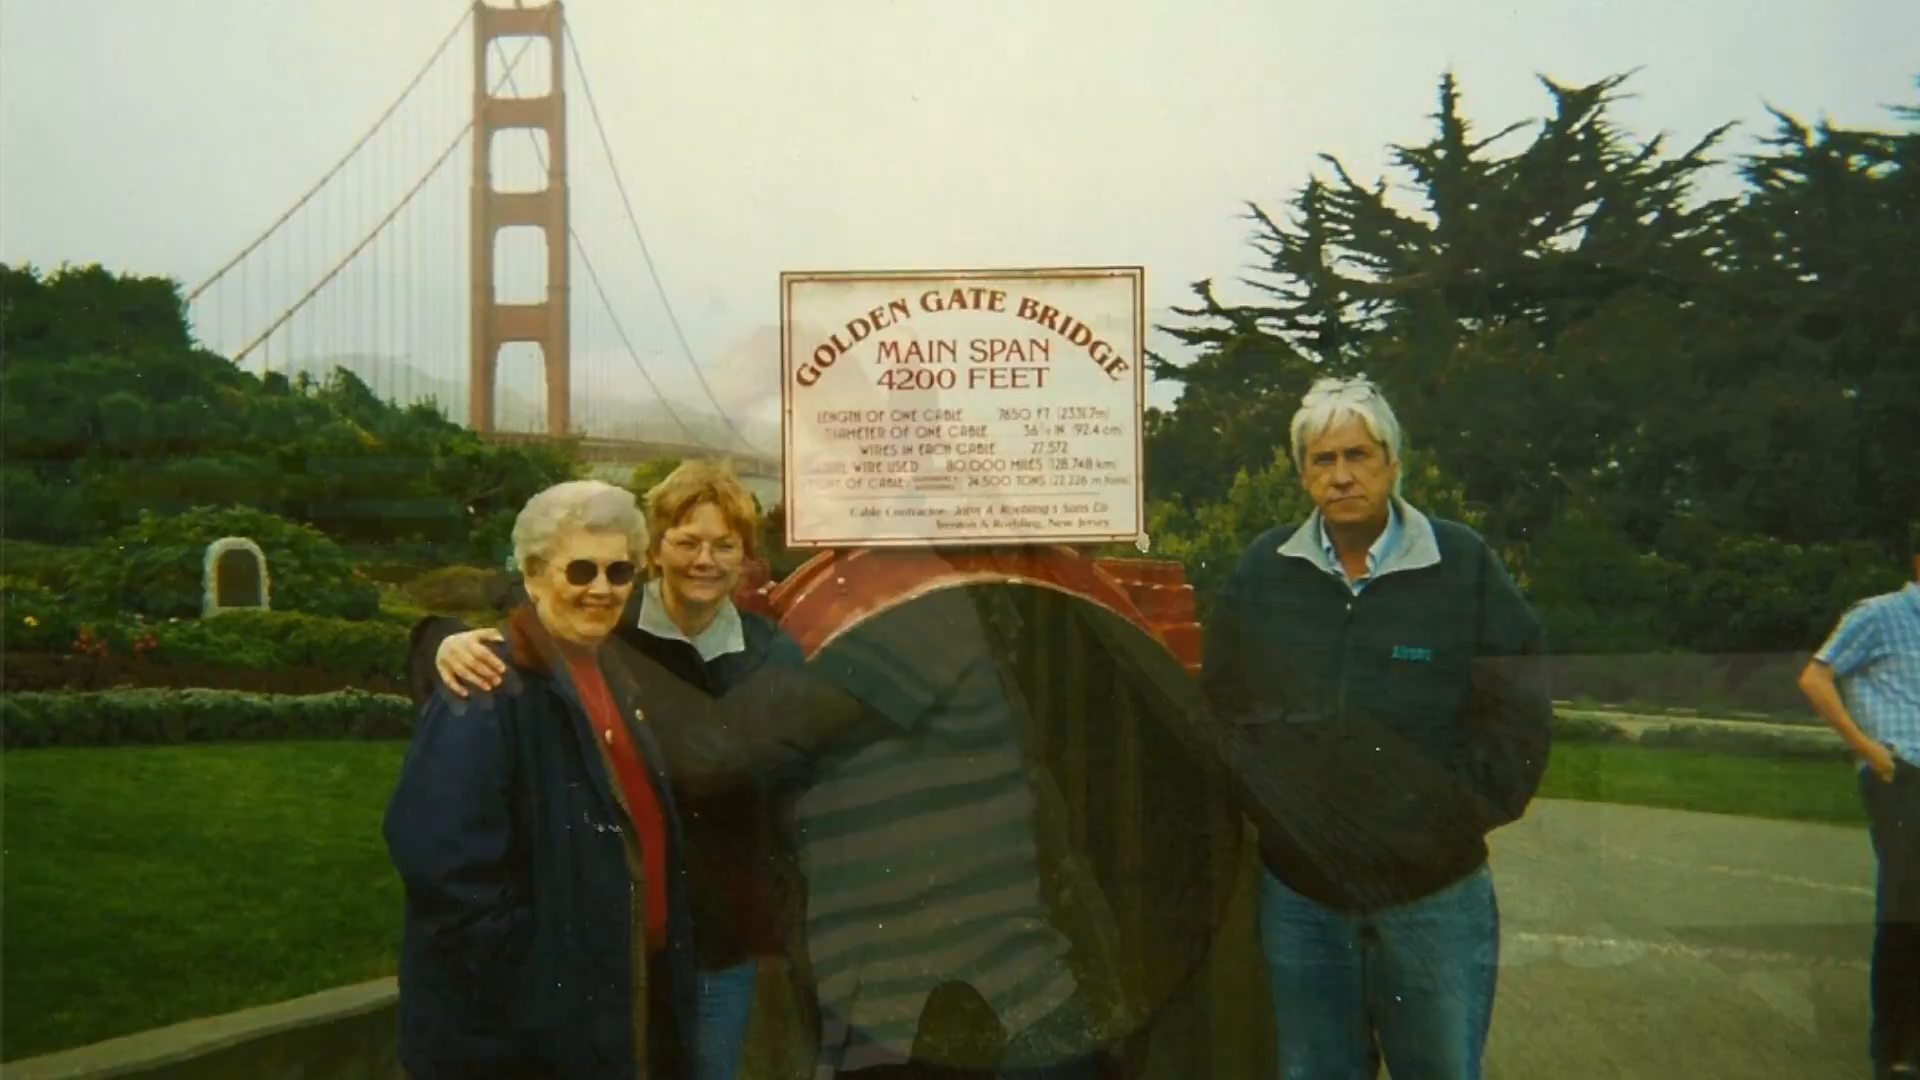 GOLDEN GATE BRIDGE
MAIN SPAN
4200 FEET
LENGTH OF ONE CABLE 7650 FT (2331.7m)
DIAMETER OF ONE CABLE 36 IN (92.4 cm)
WIRES IN EACH CABLE 27,572
WIRE USED 80,000 MILES (128,748 km)
OF CABLE 24,500 TONS (22,226 m tons)
Cable Contractor- John A. Roebling's Sons Co
Trenton & Roebling, New Jersey